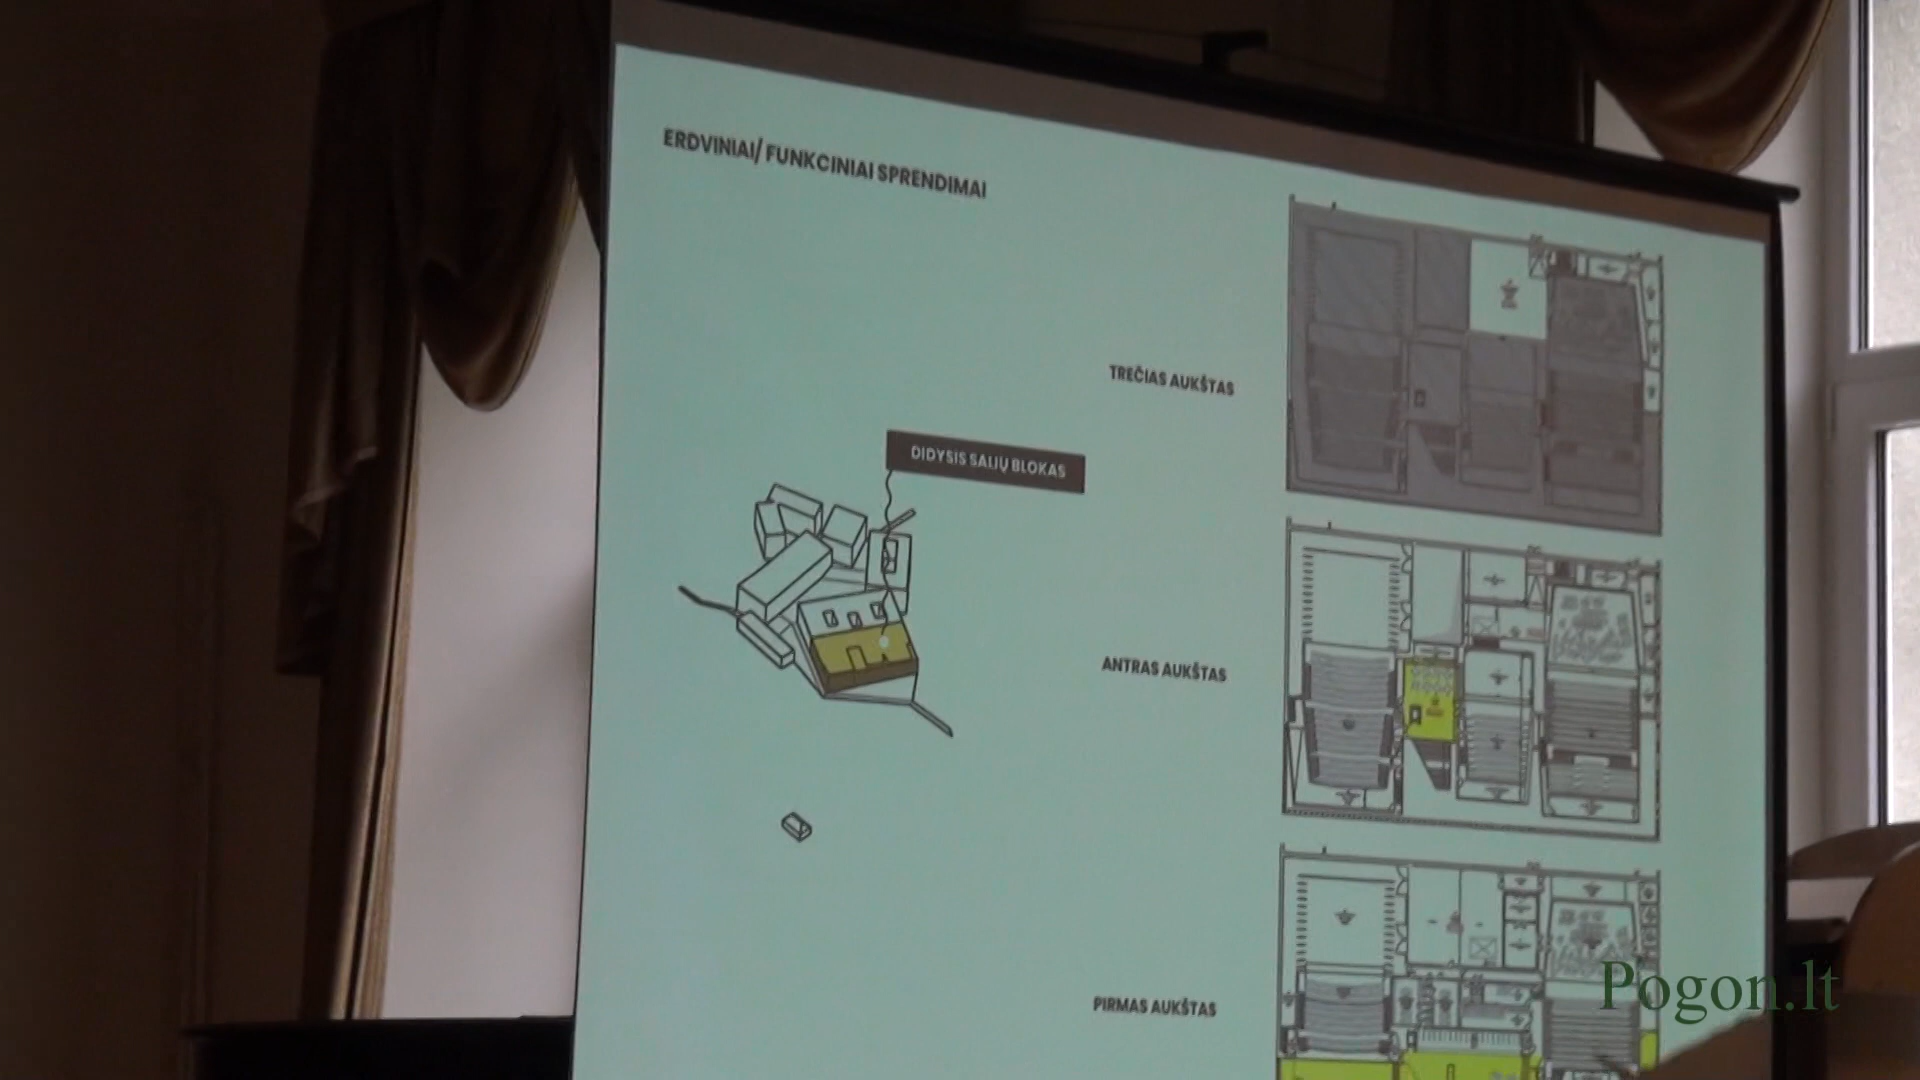 ERDVINIAI/ FUNKCINIAI SPRENDIMAI
TREČIAS AUKŠTAS
DIDYSIS SALIŲ BLOKAS
ANTRAS AUKŠTAS
PIRMAS AUKŠTAS
Pogon.lt